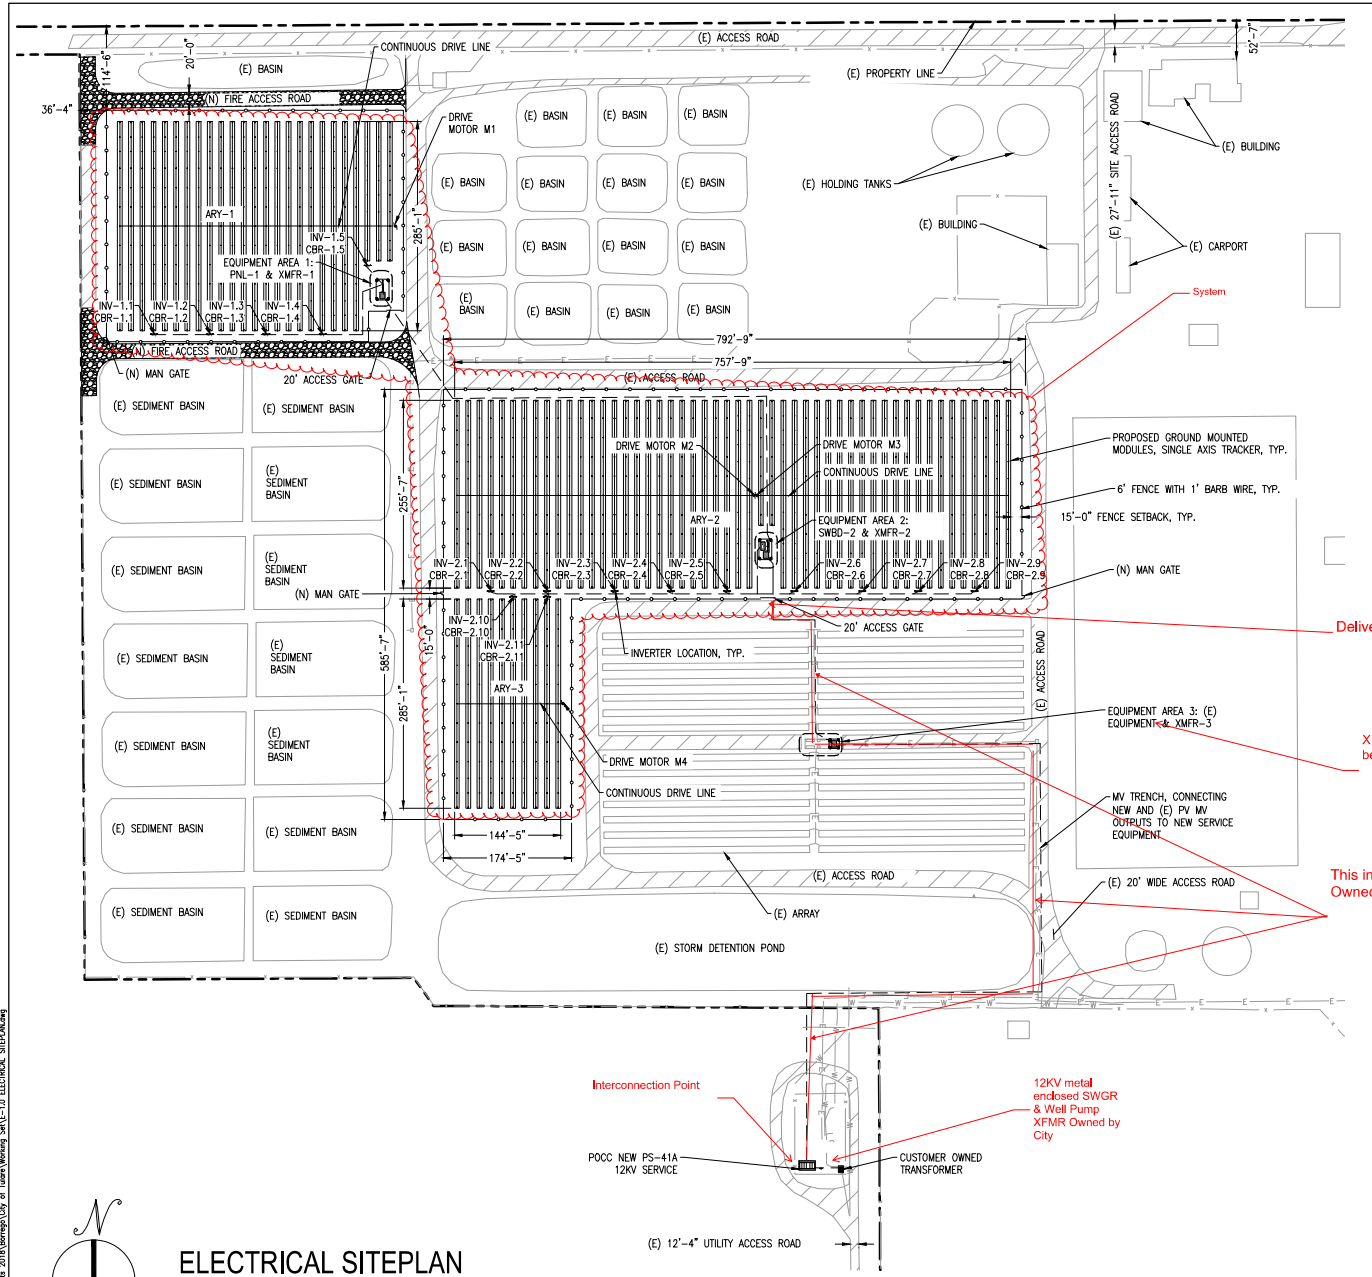 (E) ACCESS ROAD
52'-7"
CONTINUOUS DRIVE LINE
20'-0"
114'-6"
(E) BASIN
(E) PROPERTY LINE
36'-4"
(N) FIRE ACCESS ROAD
DRIVE
MOTOR M1
(E) BASIN
(E) BASIN
(E) BASIN
(E) 27'-11" SITE ACCESS ROAD
(E) BUILDING
(E) BASIN
(E) BASIN
(E) BASIN
(E) BASIN
(E) HOLDING TANKS
ARY-1
285'-1"
(E) BUILDING
INV-1.5
CBR-1.5
(E) BASIN
(E) BASIN
(E) BASIN
(E) BASIN
(E) CARPORT
EQUIPMENT AREA 1:
PNL-1 & XMFR-1
System
INV-1.1
CBR-1.1
INV-1.2
CBR-1.2
INV-1.3
CBR-1.3
INV-1.4
CBR-1.4
(E)
BASIN
(E) BASIN
(E) BASIN
(E) BASIN
792'-9"
(N) FIRE ACCESS ROAD
757'-9"
(N) MAN GATE
20' ACCESS GATE
(E) ACCESS ROAD
(E) SEDIMENT BASIN
(E) SEDIMENT BASIN
DRIVE MOTOR M2
DRIVE MOTOR M3
PROPOSED GROUND MOUNTED
MODULES, SINGLE AXIS TRACKER, TYP.
CONTINUOUS DRIVE LINE
(E) SEDIMENT BASIN
(E)
SEDIMENT
BASIN
255'-7"
6' FENCE WITH 1' BARB WIRE, TYP.
ARY-2
EQUIPMENT AREA 2:
SWBD-2 & XMFR-2
15'-0" FENCE SETBACK, TYP.
(E) SEDIMENT BASIN
(E)
SEDIMENT
BASIN
INV-2.1
CBR-2.1
INV-2.2
CBR-2.2
INV-2.3
CBR-2.3
INV-2.4
CBR-2.4
INV-2.5
CBR-2.5
INV-2.6
CBR-2.6
INV-2.7
CBR-2.7
INV-2.8
CBR-2.8
INV-2.9
CBR-2.9
(N) MAN GATE
(N) MAN GATE
INV-2.10
CBR-2.10
20' ACCESS GATE
INV-2.11
CBR-2.11
15'-0"
INVERTER LOCATION, TYP.
(E) SEDIMENT BASIN
(E)
SEDIMENT
BASIN
585'-7"
(E) ACCESS ROAD
ARY-3
285'-1"
EQUIPMENT AREA 3: (E)
EQUIPMENT & XMFR-3
X
be
(E) SEDIMENT BASIN
(E)
SEDIMENT
BASIN
DRIVE MOTOR M4
CONTINUOUS DRIVE LINE
MV TRENCH, CONNECTING
NEW AND (E) PV MV
OUTPUTS TO NEW SERVICE
EQUIPMENT
(E) SEDIMENT BASIN
(E) SEDIMENT BASIN
144'-5"
174'-5"
(E) ACCESS ROAD
(E) 20' WIDE ACCESS ROAD
This in
Owned
(E) SEDIMENT BASIN
(E) SEDIMENT BASIN
(E) ARRAY
(E) STORM DETENTION POND
Interconnection Point
12KV metal
enclosed SWGR
& Well Pump
XFMR Owned by
City
POCC NEW PS-41A
12KV SERVICE
CUSTOMER OWNED
TRANSFORMER
(E) 12'-4" UTILITY ACCESS ROAD
N
ELECTRICAL SITEPLAN